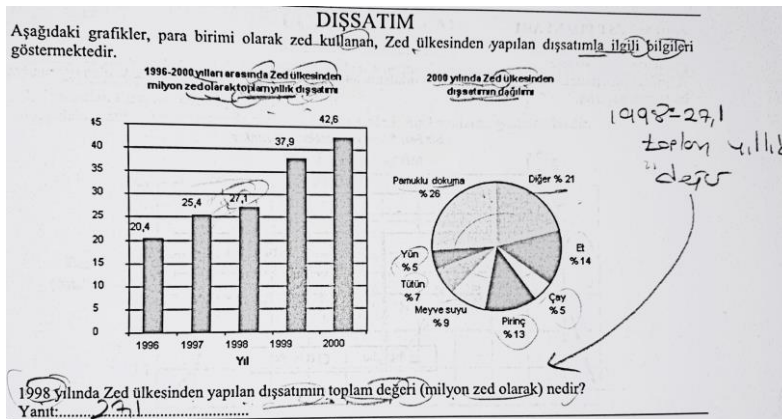 DIŞSATIM
Aşağıdaki grafikler, para birimi olarak zed kullanan, Zed ülkesinden yapılan dışsatımla ilgili bilgileri
göstermektedir.
1996-2000 yılları arasında Zed ülkesinden
milyon zed olarak toplam yıllık dışsatımı
2000 yılında Zed ülkesinden
dışsatımın dağılımı
45
40
35
30
25
20
15
10
5
0
20,4
25,4
27,1
37,9
42,6
1996
1997
1998
1999
2000
Yıl
Pamuklu dokuma
% 26
Diğer % 21
Et
% 14
Çay
% 5
Pirinç
% 13
Meyve suyu
% 9
Tütün
% 7
Yün
% 5
1998=27,1
toplam yıllık
değer
1998 yılında Zed ülkesinden yapılan dışsatımın toplam değeri (milyon zed olarak) nedir?
Yanıt:.......27,1.......